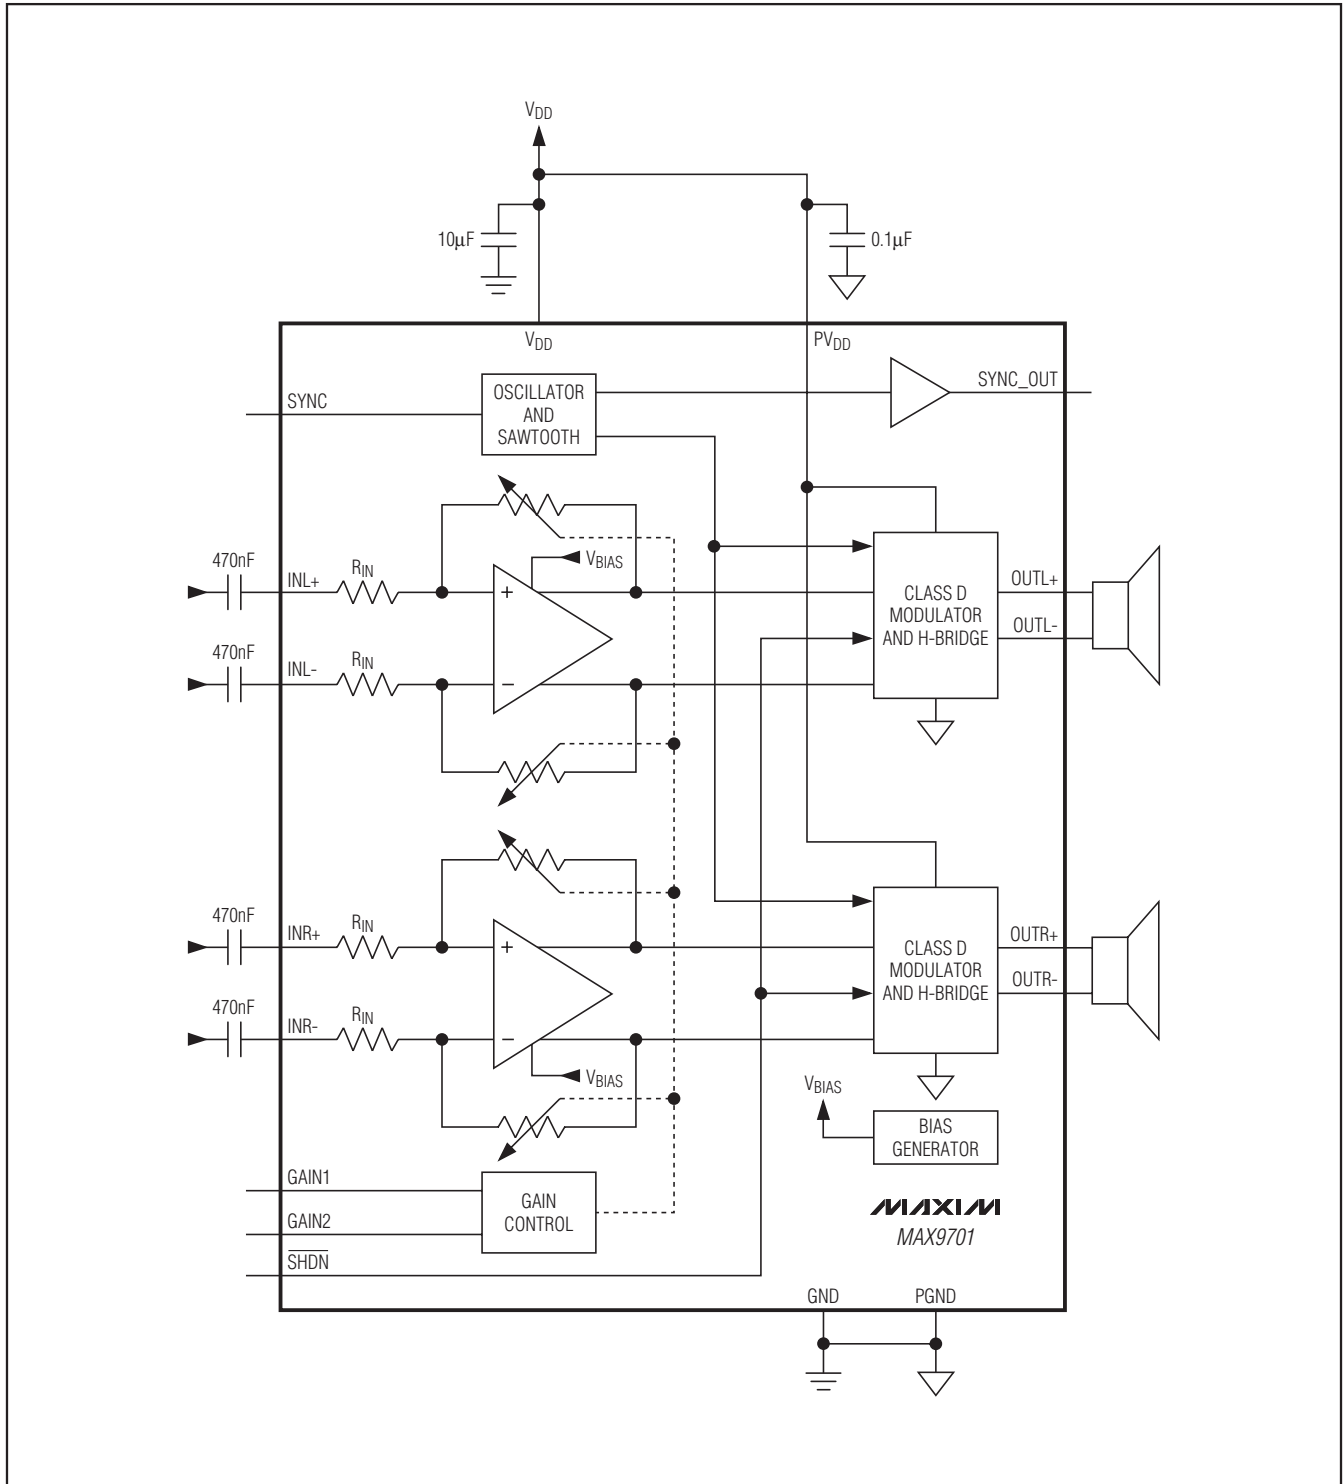 VDD
10µF
0.1µF
VDD
PVDD
SYNC
OSCILLATOR
AND
SAWTOOTH
SYNC_OUT
470nF
INL+
RIN
VBIAS
+
CLASS D
MODULATOR
AND H-BRIDGE
OUTL+
OUTL-
470nF
INL-
RIN
−
470nF
INR+
RIN
+
CLASS D
MODULATOR
AND H-BRIDGE
OUTR+
OUTR-
470nF
INR-
RIN
−
VBIAS
VBIAS
BIAS
GENERATOR
GAIN1
GAIN2
GAIN
CONTROL
SHDN
MAXIM
MAX9701
GND
PGND